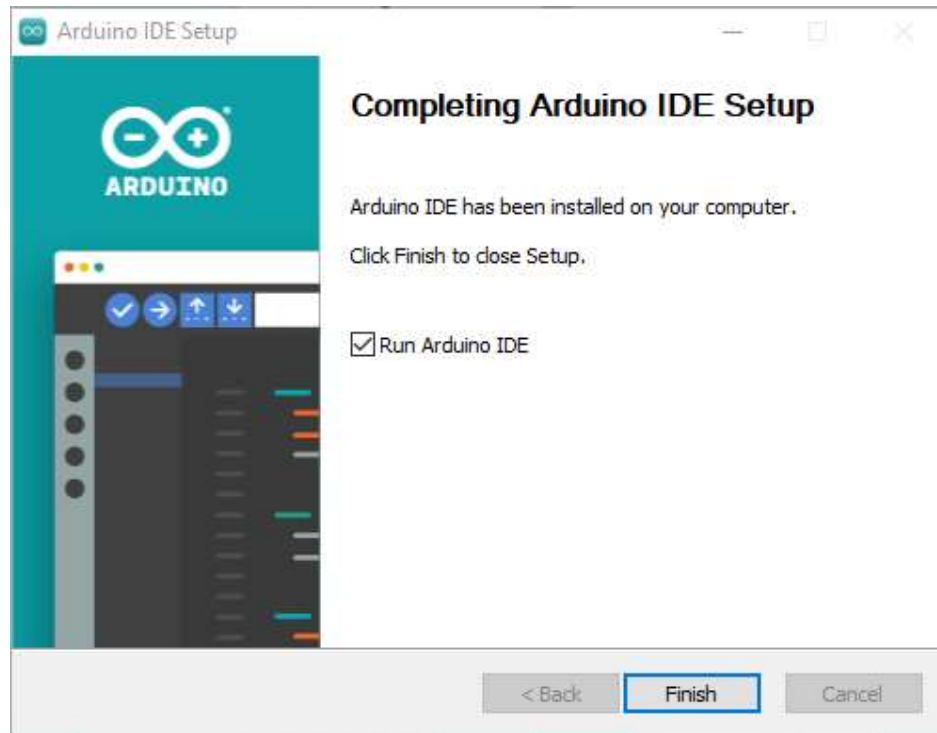 Arduino IDE Setup
ARDUINO
Completing Arduino IDE Setup
Arduino IDE has been installed on your computer.
Click Finish to close Setup.
Run Arduino IDE
< Back Finish Cancel